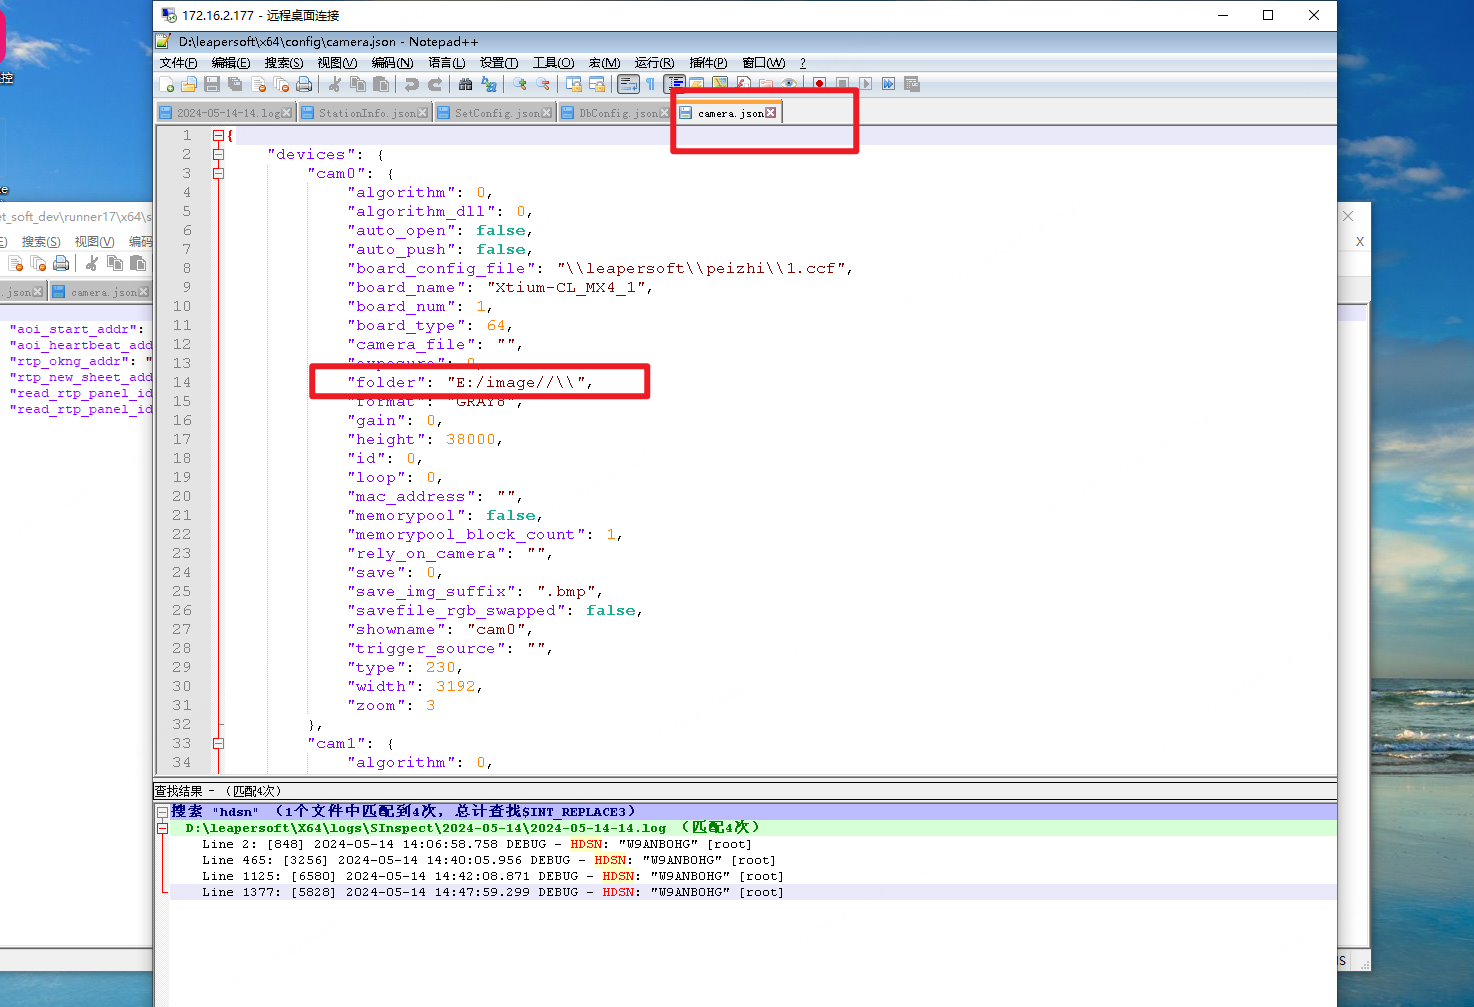 172.16.2.177 - 远程桌面连接
D:\leapersoft\x64\config\camera.json - Notepad++
文件(F) 编辑(E) 搜索(S) 视图(V) 编码(N) 语言(L) 设置(T) 工具(O) 宏(M) 运行(R) 插件(P) 窗口(W) ?
2024-05-14-14.log StationInfo.json SetConfig.json DbConfig.json camera.json
1 {
2 "devices": {
3 "cam0": {
4 "algorithm": 0,
5 "algorithm_dll": 0,
6 "auto_open": false,
7 "auto_push": false,
8 "board_config_file": "\\leapersoft\\peizhi\\1.ccf",
9 "board_name": "Xtium-CL_MX4_1",
10 "board_num": 1,
11 "board_type": 64,
12 "camera_file": "",
13 "exposure": 0,
14 "folder": "E:/image//\\",
15 "format": "GRAY8",
16 "gain": 0,
17 "height": 38000,
18 "id": 0,
19 "loop": 0,
20 "mac_address": "",
21 "memorypool": false,
22 "memorypool_block_count": 1,
23 "rely_on_camera": "",
24 "save": 0,
25 "save_img_suffix": ".bmp",
26 "savefile_rgb_swapped": false,
27 "showname": "cam0",
28 "trigger_source": "",
29 "type": 230,
30 "width": 3192,
31 "zoom": 3
32 },
33 "cam1": {
34 "algorithm": 0,
查找结果 - （匹配4次）
搜索 "hdsn" （1个文件中匹配到4次，总计查找$INT_REPLACE3）
D:\leapersoft\X64\logs\SInspect\2024-05-14\2024-05-14-14.log （匹配4次）
Line 2: [848] 2024-05-14 14:06:58.758 DEBUG - HDSN: "W9ANBOHG" [root]
Line 465: [3256] 2024-05-14 14:40:05.956 DEBUG - HDSN: "W9ANBOHG" [root]
Line 1125: [6580] 2024-05-14 14:42:08.871 DEBUG - HDSN: "W9ANBOHG" [root]
Line 1377: [5828] 2024-05-14 14:47:59.299 DEBUG - HDSN: "W9ANBOHG" [root]
控
et_soft_dev\runner17\x64\s
E) 搜索(S) 视图(V) 编码
.json camera.json
"aoi_start_addr":
"aoi_heartbeat_add
"rtp_okng_addr": "
"rtp_new_sheet_add
"read_rtp_panel_id
"read_rtp_panel_id
X
S